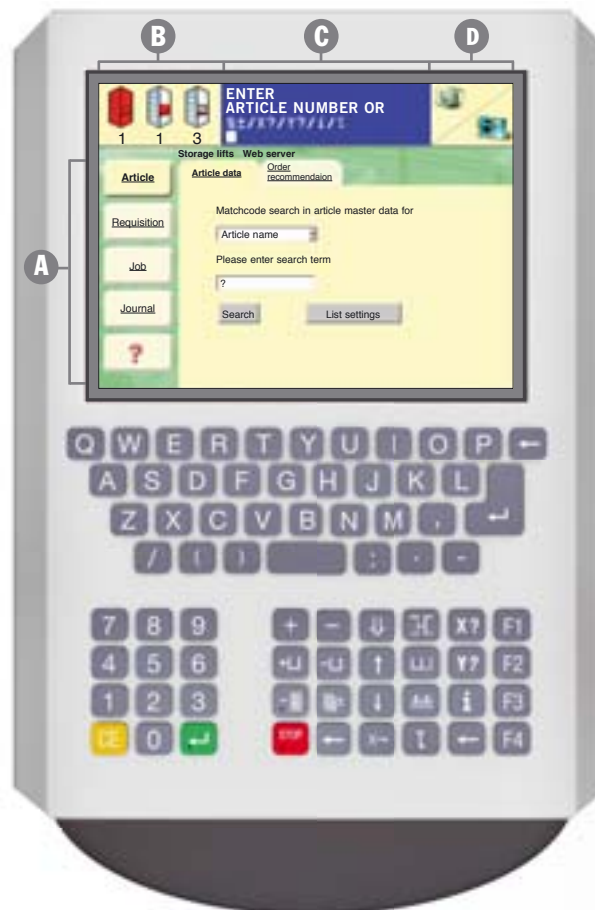 B C D
A
1 1 3
ENTER
ARTICLE NUMBER OR
Storage lifts Web server
Article
Article data
Order
recommendaion
Requisition
Matchcode search in article master data for
Article name
Job
Please enter search term
?
Journal
Search List settings
?
Q W E R T Y U I O P
A S D F G H J K L
Z X C V B N M ,
/ ( ) ; . -
7 8 9 + - X? F1
4 5 6 Y? F2
1 2 3 i F3
CE 0 STOP F4